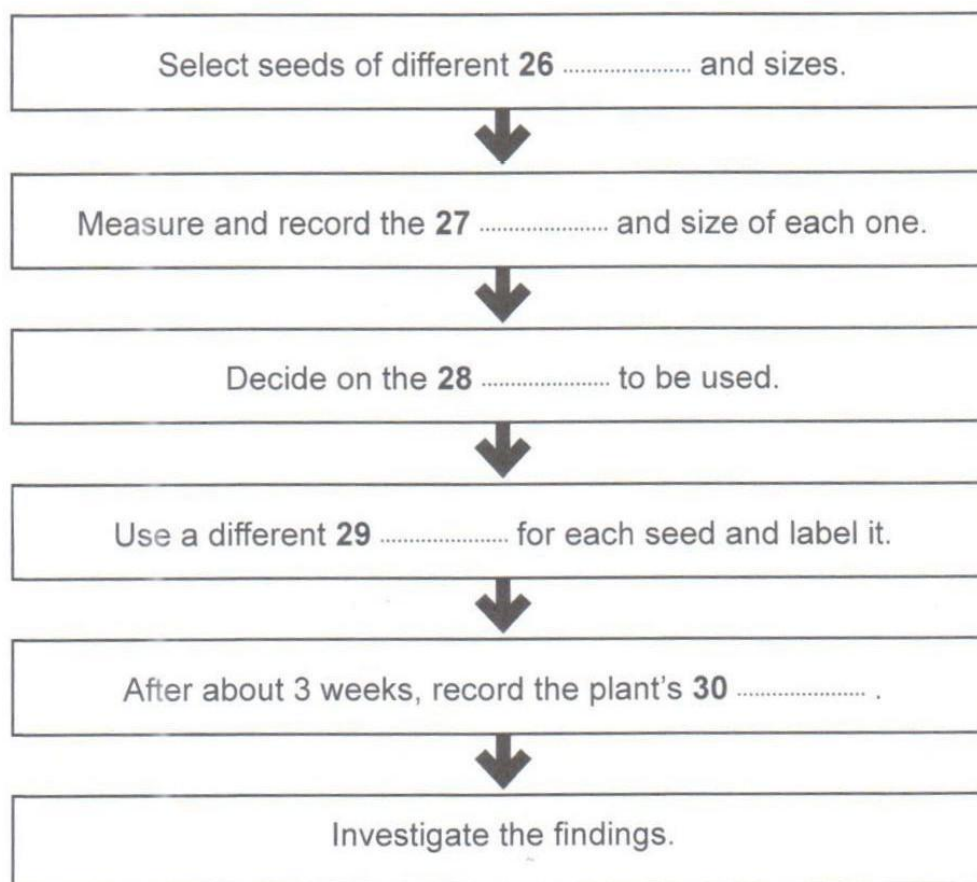 Select seeds of different 26 ..................... and sizes.
Measure and record the 27 ..................... and size of each one.
Decide on the 28 ..................... to be used.
Use a different 29 ..................... for each seed and label it.
After about 3 weeks, record the plant's 30 ..................... .
Investigate the findings.